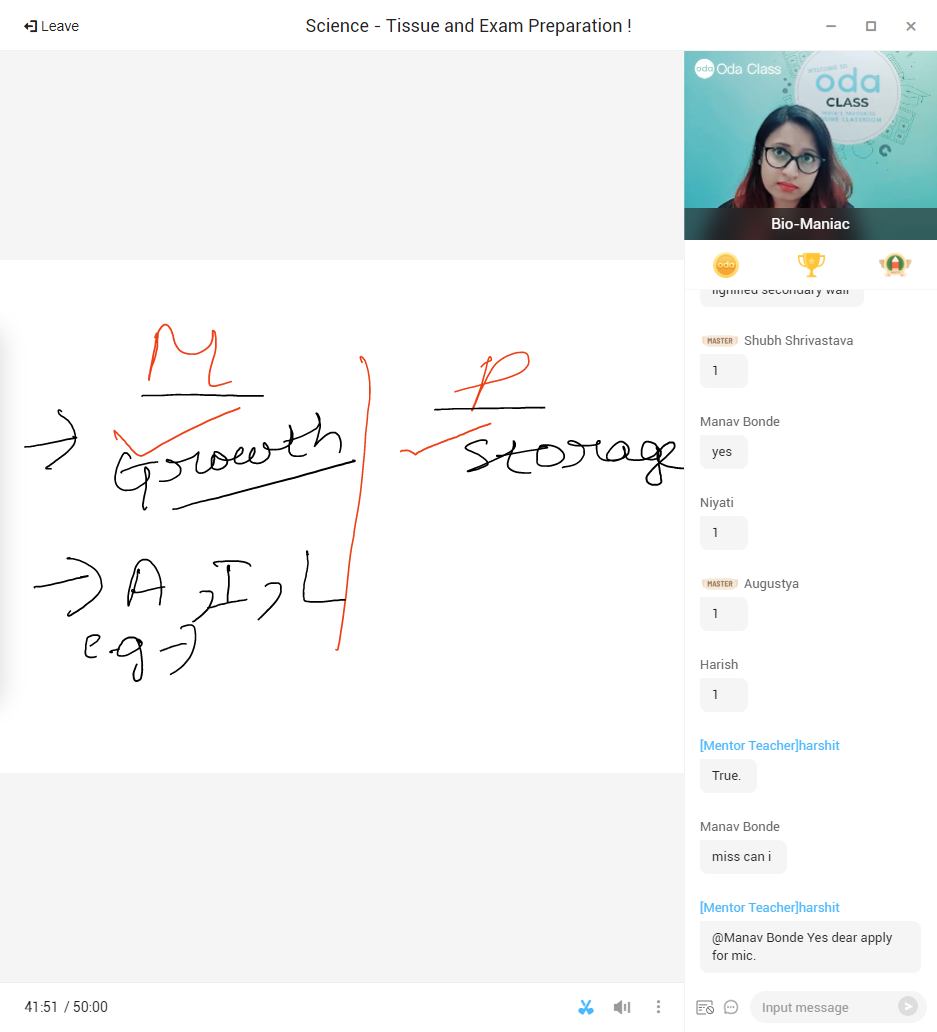 Leave
Science - Tissue and Exam Preparation !
M
Growth
A, I, L
e.g →
P
Storage
oda Oda Class
WELCOME TO
oda
CLASS
Bio-Maniac
oda
lignified secondary wall
MASTER Shubh Shrivastava
1
Manav Bonde
yes
Niyati
1
MASTER Augustya
1
Harish
1
[Mentor Teacher]harshit
True.
Manav Bonde
miss can i
[Mentor Teacher]harshit
@Manav Bonde Yes dear apply
for mic.
41:51 / 50:00
Input message